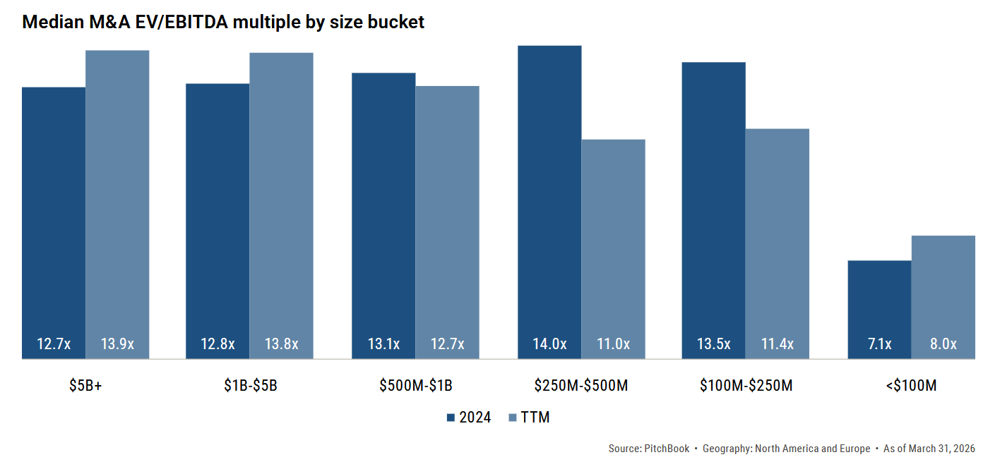 Median M&A EV/EBITDA multiple by size bucket
12.7x 13.9x 12.8x 13.8x 13.1x 12.7x 14.0x 11.0x 13.5x 11.4x 7.1x 8.0x
$5B+ $1B-$5B $500M-$1B $250M-$500M $100M-$250M <$100M
2024 TTM
Source: PitchBook • Geography: North America and Europe • As of March 31, 2026